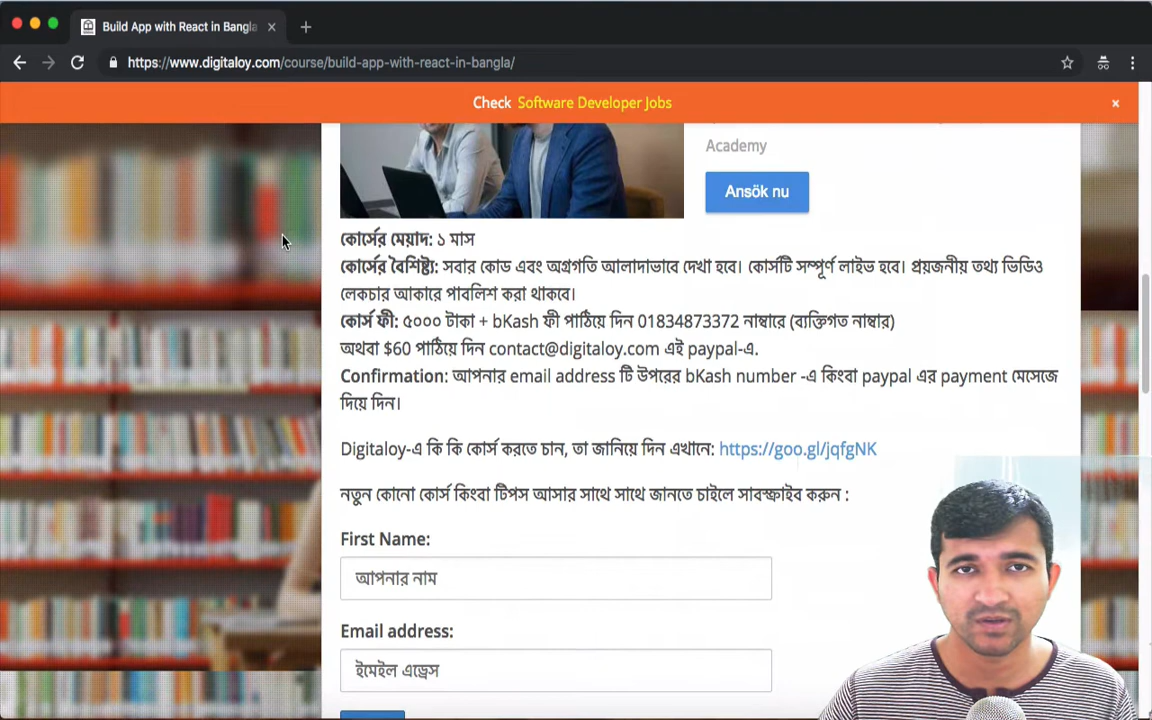 Build App with React in Bangla
https://www.digitaloy.com/course/build-app-with-react-in-bangla/
Check Software Developer Jobs
Academy
Ansök nu
কোর্সের মেয়াদ: ১ মাস
কোর্সের বৈশিষ্ট্য: সবার কোড এবং অগ্রগতি আলাদাভাবে দেখা হবে। কোর্সটি সম্পূর্ণ লাইভ হবে। প্রয়জনীয় তথ্য ভিডিও
লেকচার আকারে পাবলিশ করা থাকবে।
কোর্স ফী: ৫০০০ টাকা + bKash ফী পাঠিয়ে দিন 01834873372 নাম্বারে (ব্যক্তিগত নাম্বার)
অথবা $60 পাঠিয়ে দিন contact@digitaloy.com এই paypal-এ.
Confirmation: আপনার email address টি উপরের bKash number -এ কিংবা paypal এর payment মেসেজে
দিয়ে দিন।
Digitaloy-এ কি কি কোর্স করতে চান, তা জানিয়ে দিন এখানে: https://goo.gl/jqfgNK
নতুন কোনো কোর্স কিংবা টিপস আসার সাথে সাথে জানতে চাইলে সাবস্ক্রাইব করুন :
First Name:
আপনার নাম
Email address:
ইমেইল এড্রেস